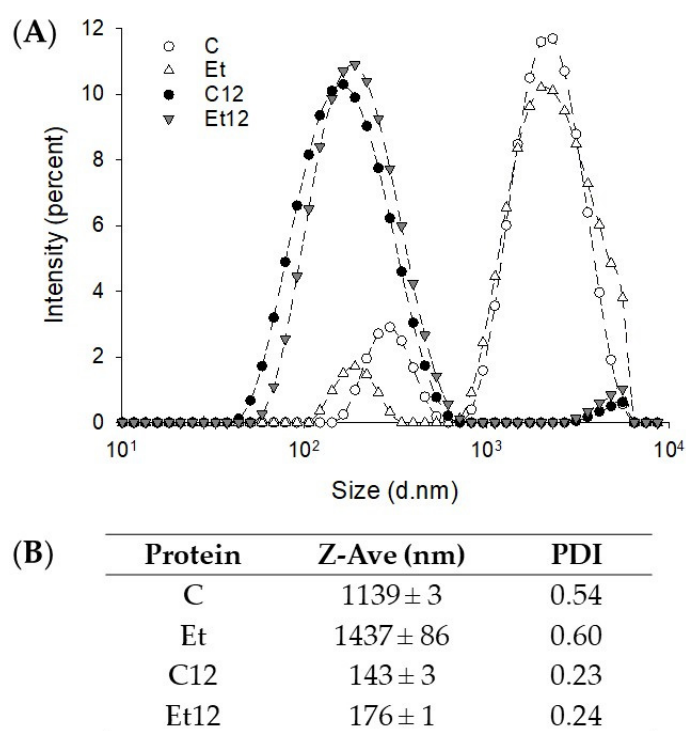 (A)
12
10
8
6
4
2
0
Intensity (percent)
C
Et
C12
Et12
10¹ 10² 10³ 10⁴
Size (d.nm)
(B)
Protein Z-Ave (nm) PDI
C 1139 ± 3 0.54
Et 1437 ± 86 0.60
C12 143 ± 3 0.23
Et12 176 ± 1 0.24